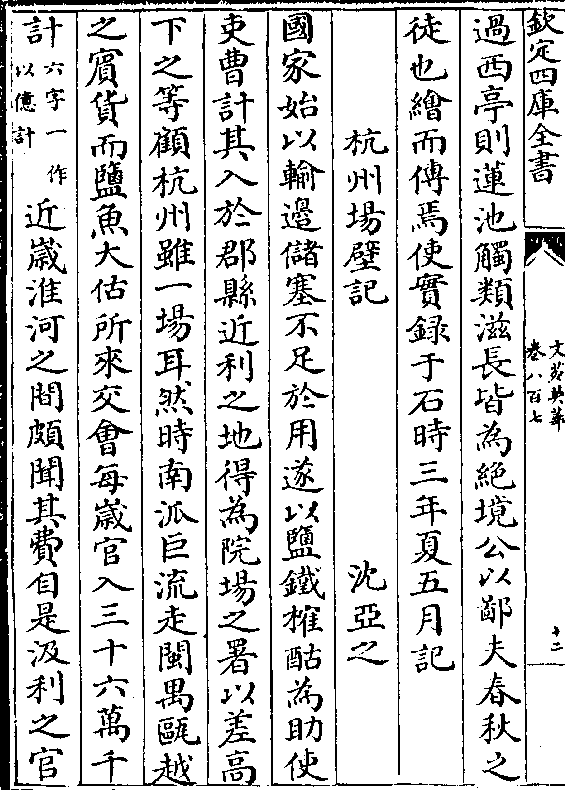 欽定四庫全書
文苑英華
卷八百七
十二
過西亭則蓮池觸類滋長皆為絶境公以鄙夫春秋之
徒也繪而傅焉使實録于石時三年夏五月記
杭州場壁記
沈亞之
國家始以輸邉儲塞不足於用遂以鹽鐵榷酤為助使
吏曹計其入於郡縣近利之地得為院場之署以差高
下之等顧杭州雖一場耳然時南派巨流走閩禺甌越
之賔貨而鹽魚大估所來交會每嵗官入三十六萬千
計六字一作以億計近嵗淮河之間頗聞其費自是汲利之官